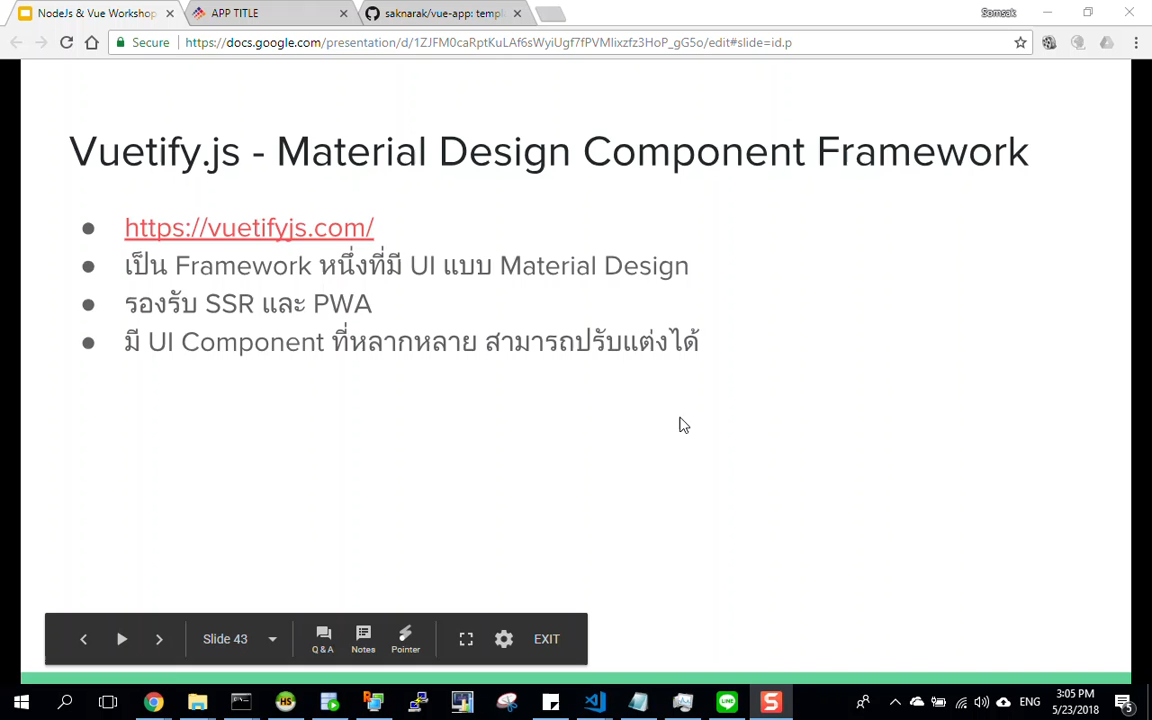 NodeJs & Vue Workshop
APP TITLE
saknarak/vue-app: templ
Somsak
Secure
https://docs.google.com/presentation/d/1ZJFM0caRptKuLAf6sWyiUgf7fPVMlixzfz3HoP_gG5o/edit#slide=id.p
Vuetify.js - Material Design Component Framework
● https://vuetifyjs.com/
● เป็น Framework หนึ่งที่มี UI แบบ Material Design
● รองรับ SSR และ PWA
● มี UI Component ที่หลากหลาย สามารถปรับแต่งได้
Slide 43
Q & A
Notes
Pointer
EXIT
HS
LINE
S
ENG
3:05 PM
5/23/2018
5